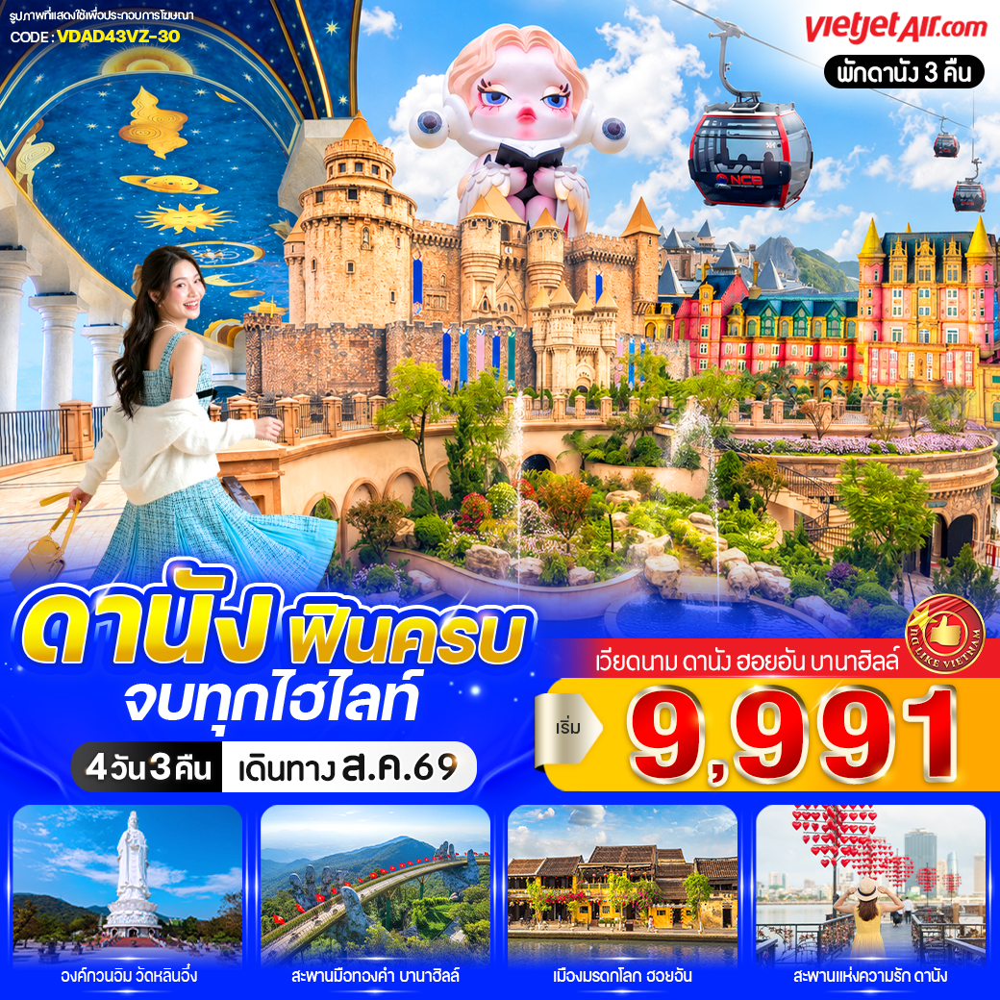 รูปภาพที่แสดงใช้เพื่อประกอบการโฆษณา
CODE : VDAD43VZ-30
vietjetAir.com
พักดานัง 3 คืน
NCB
ดานัง ฟินครบ
จบทุกไฮไลท์
4 วัน 3 คืน เดินทาง ส.ค.69
เวียดนาม ดานัง ฮอยอัน บานาฮิลล์
LIKE VIETNAM
เริ่ม 9,991
องค์กวนอิม วัดหลินอึ๋ง
สะพานมือทองคำ บานาฮิลล์
เมืองมรดกโลก ฮอยอัน
สะพานแห่งความรัก ดานัง